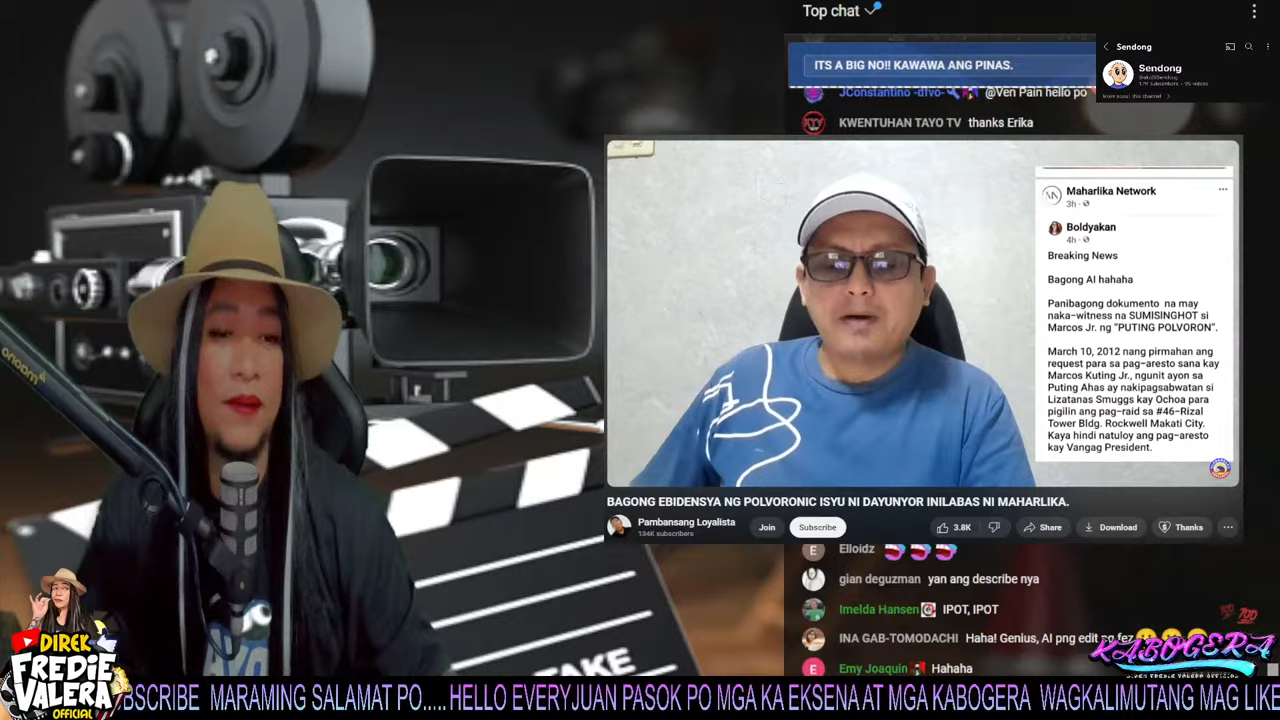 Top chat
ITS A BIG NO!! KAWAWA ANG PINAS.
Sendong
Sendong
JConstantino -dfvo- @Ven Pain hello po
KWENTUHAN TAYO TV thanks Erika
Maharlika Network
3h
Boldyakan
4h
Breaking News
Bagong AI hahaha
Panibagong dokumento na may
naka-witness na SUMISINGHOT si
Marcos Jr. ng “PUTING POLVORON”.
March 10, 2012 nang pirmahan ang
request para sa pag-aresto sana kay
Marcos Kuting Jr., ngunit ayon sa
Puting Ahas ay nakipagsabwatan si
Lizatanas Smuggs kay Ochoa para
pigilin ang pag-raid sa #46-Rizal
Tower Bldg. Rockwell Makati City.
Kaya hindi natuloy ang pag-aresto
kay Vangag President.
BAGONG EBIDENSYA NG POLVORONIC ISYU NI DAYUNYOR INILABAS NI MAHARLIKA.
Pambansang Loyalista
134K subscribers
Join
Subscribe
3.8K
Share
Download
Thanks
Elloidz
gian deguzman yan ang describe nya
Imelda Hansen IPOT, IPOT
INA GAB-TOMODACHI Haha! Genius, AI png edit pg fez
Emy Joaquin Hahaha
maono
TAKE
KABOGERA
DIREK
FREDIE
VALERA
OFFICIAL
BSCRIBE MARAMING SALAMAT PO..... HELLO EVERYJUAN PASOK PO MGA KA EKSENA AT MGA KABOGERA WAGKALIMUTANG MAG LIKE